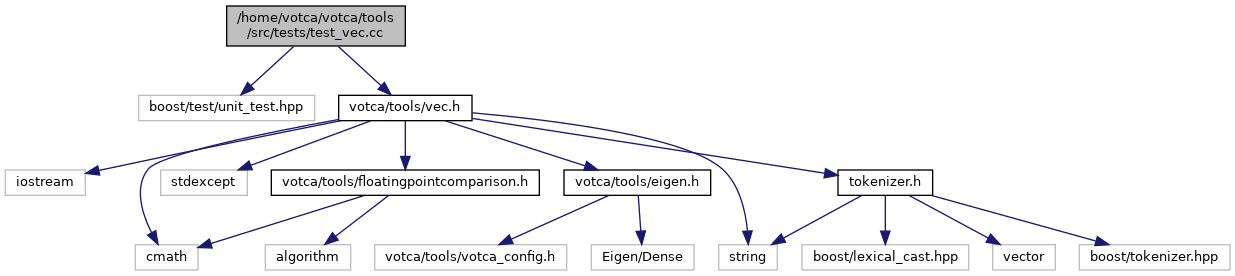 /home/votca/votca/tools
/src/tests/test_vec.cc
boost/test/unit_test.hpp
votca/tools/vec.h
iostream
stdexcept
votca/tools/floatingpointcomparison.h
votca/tools/eigen.h
tokenizer.h
cmath
algorithm
votca/tools/votca_config.h
Eigen/Dense
string
boost/lexical_cast.hpp
vector
boost/tokenizer.hpp